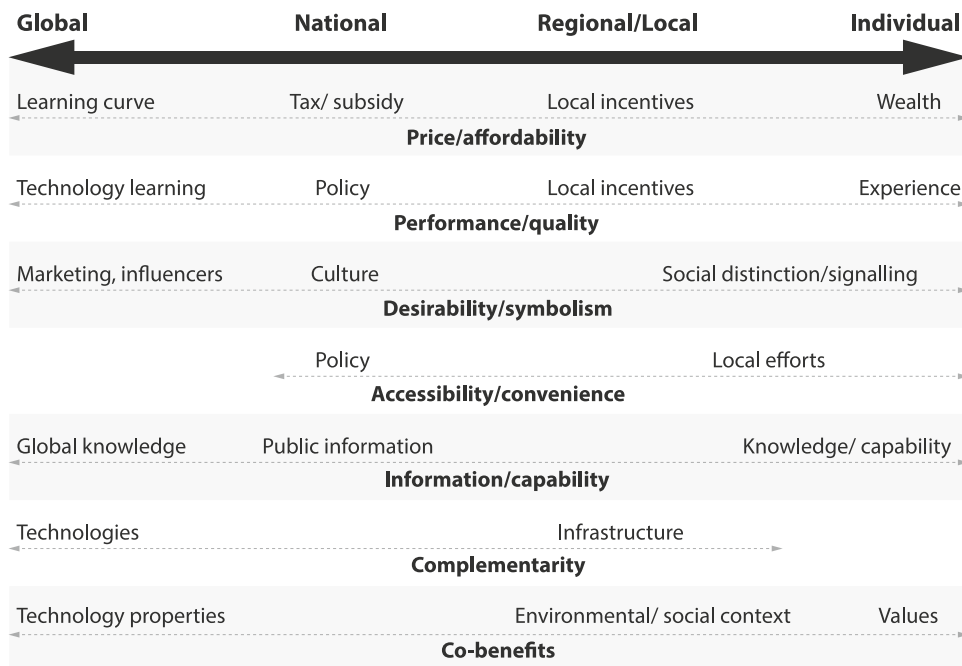 Global National Regional/Local Individual
Learning curve Tax/ subsidy Local incentives Wealth
Price/affordability
Technology learning Policy Local incentives Experience
Performance/quality
Marketing, influencers Culture Social distinction/signalling
Desirability/symbolism
Policy Local efforts
Accessibility/convenience
Global knowledge Public information Knowledge/ capability
Information/capability
Technologies Infrastructure
Complementarity
Technology properties Environmental/ social context Values
Co-benefits